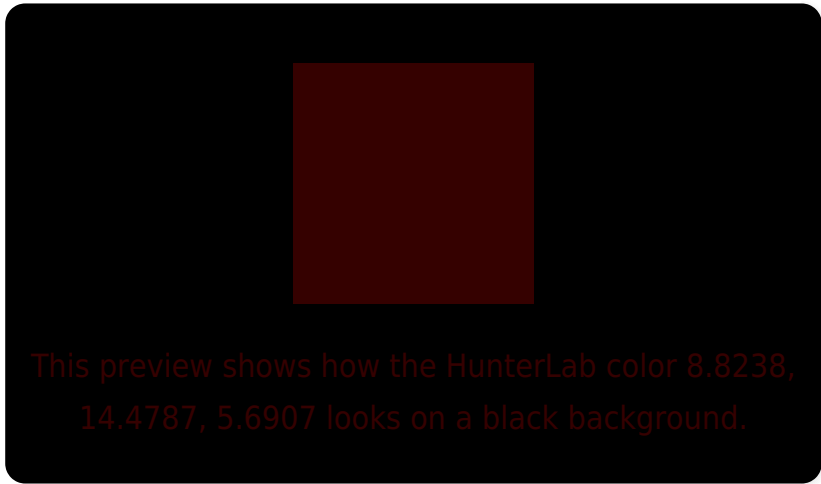 This preview shows how the HunterLab color 8.8238,
14.4787, 5.6907 looks on a black background.